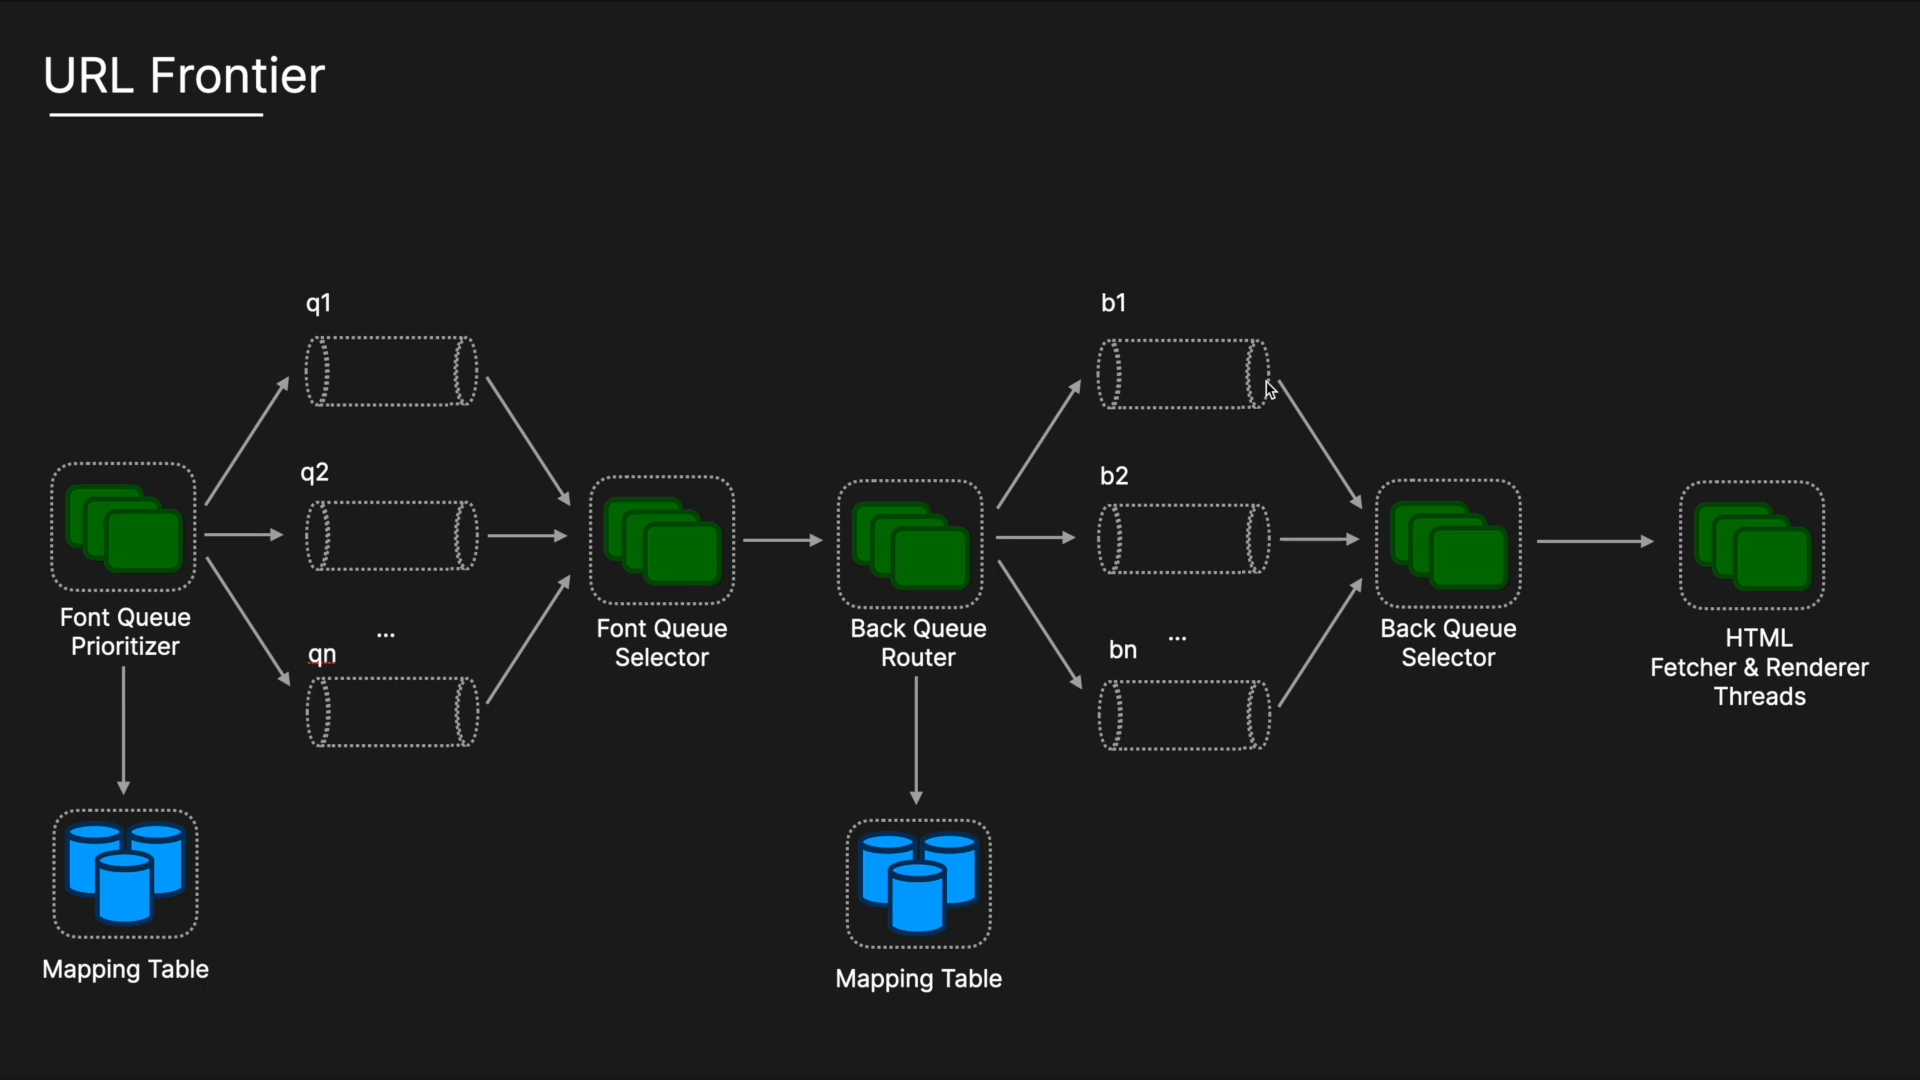 URL Frontier
q1
b1
q2
b2
Font Queue
Prioritizer
Font Queue
Selector
Back Queue
Router
Back Queue
Selector
...
...
qn
bn
HTML
Fetcher & Renderer
Threads
Mapping Table
Mapping Table